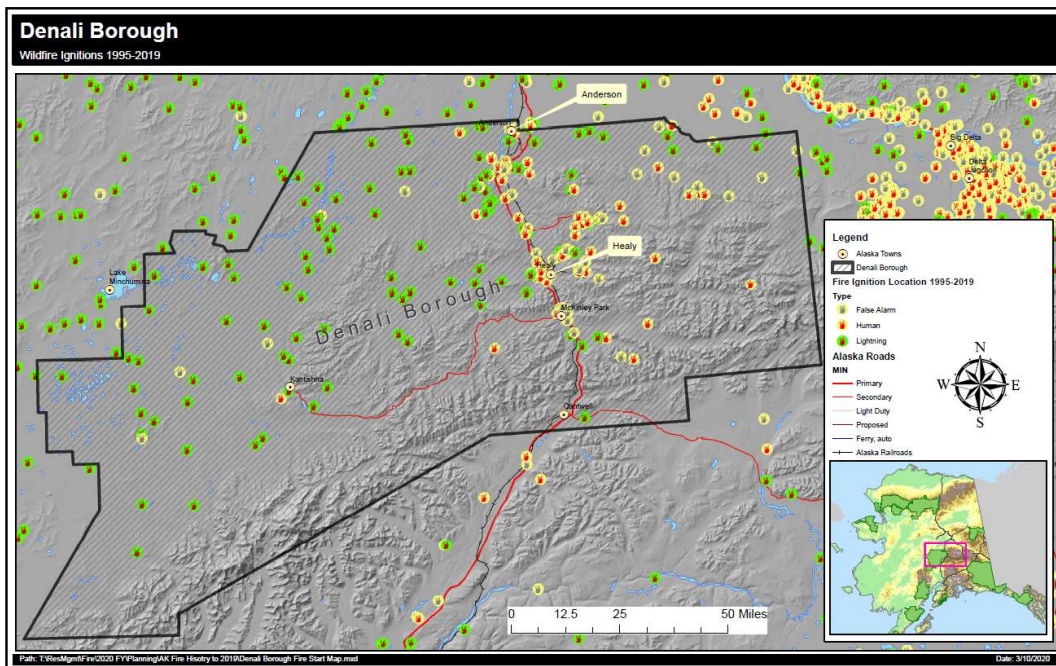 Denali Borough
Wildfire Ignitions 1995-2019
Anderson
Anderson
Big Delta
Delta
Junction
Healy
Healy
Lake
Minchumina
Denali Borough
McKinley Park
Kantishna
Cantwell
Legend
Alaska Towns
Denali Borough
Fire Ignition Location 1995-2019
Type
False Alarm
Human
Lightning
Alaska Roads
MIN
Primary
Secondary
Light Duty
Proposed
Ferry, auto
Alaska Railroads
N
W E
S
0 12.5 25 50 Miles
Path: T:\ResMgmt\Fire\2020 FY\Planning\AK Fire Hisotry to 2019\Denali Borough Fire Start Map.mxd
Date: 3/10/2020